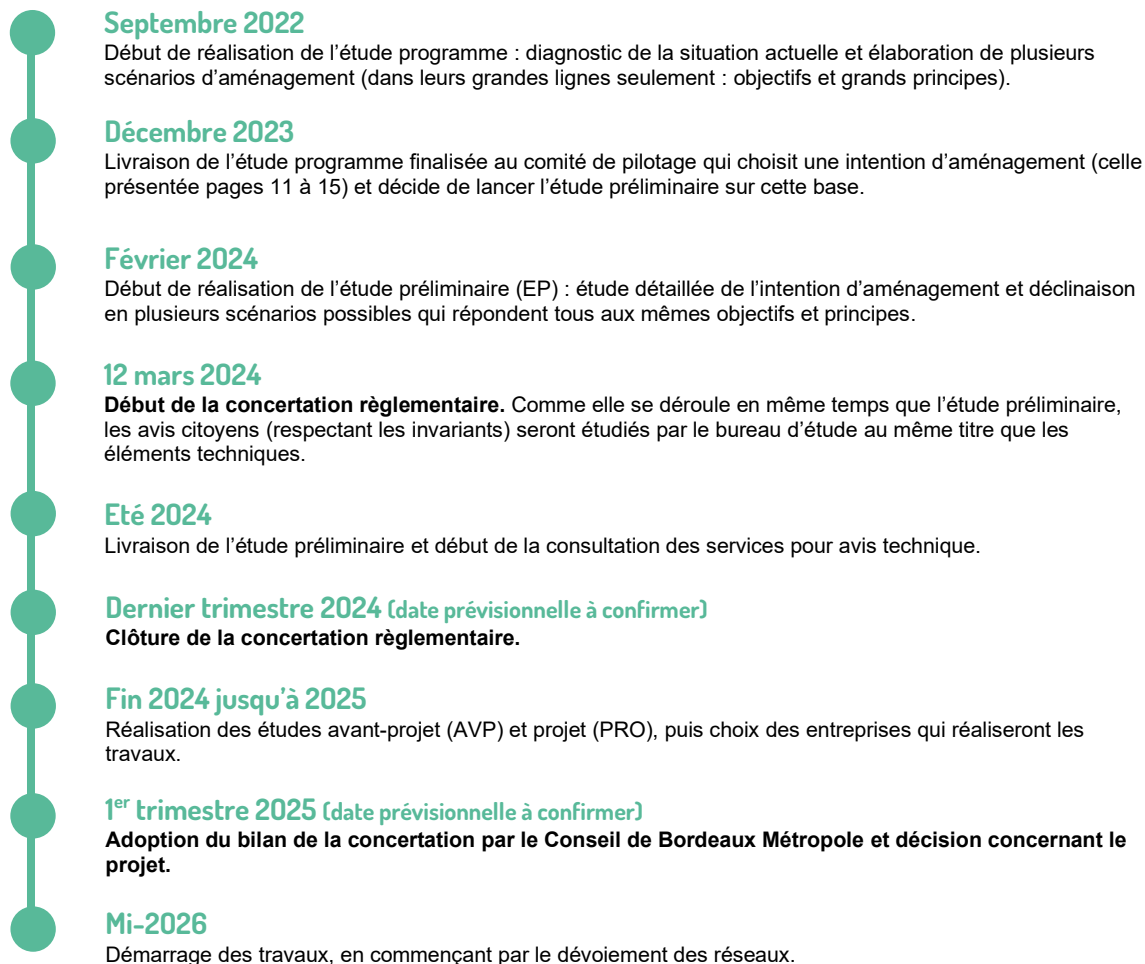 Septembre 2022
Début de réalisation de l’étude programme : diagnostic de la situation actuelle et élaboration de plusieurs
scénarios d’aménagement (dans leurs grandes lignes seulement : objectifs et grands principes).
Décembre 2023
Livraison de l’étude programme finalisée au comité de pilotage qui choisit une intention d’aménagement (celle
présentée pages 11 à 15) et décide de lancer l’étude préliminaire sur cette base.
Février 2024
Début de réalisation de l’étude préliminaire (EP) : étude détaillée de l’intention d’aménagement et déclinaison
en plusieurs scénarios possibles qui répondent tous aux mêmes objectifs et principes.
12 mars 2024
Début de la concertation règlementaire. Comme elle se déroule en même temps que l’étude préliminaire,
les avis citoyens (respectant les invariants) seront étudiés par le bureau d’étude au même titre que les
éléments techniques.
Eté 2024
Livraison de l’étude préliminaire et début de la consultation des services pour avis technique.
Dernier trimestre 2024 (date prévisionnelle à confirmer)
Clôture de la concertation règlementaire.
Fin 2024 jusqu’à 2025
Réalisation des études avant-projet (AVP) et projet (PRO), puis choix des entreprises qui réaliseront les
travaux.
1er trimestre 2025 (date prévisionnelle à confirmer)
Adoption du bilan de la concertation par le Conseil de Bordeaux Métropole et décision concernant le
projet.
Mi-2026
Démarrage des travaux, en commençant par le dévoiement des réseaux.